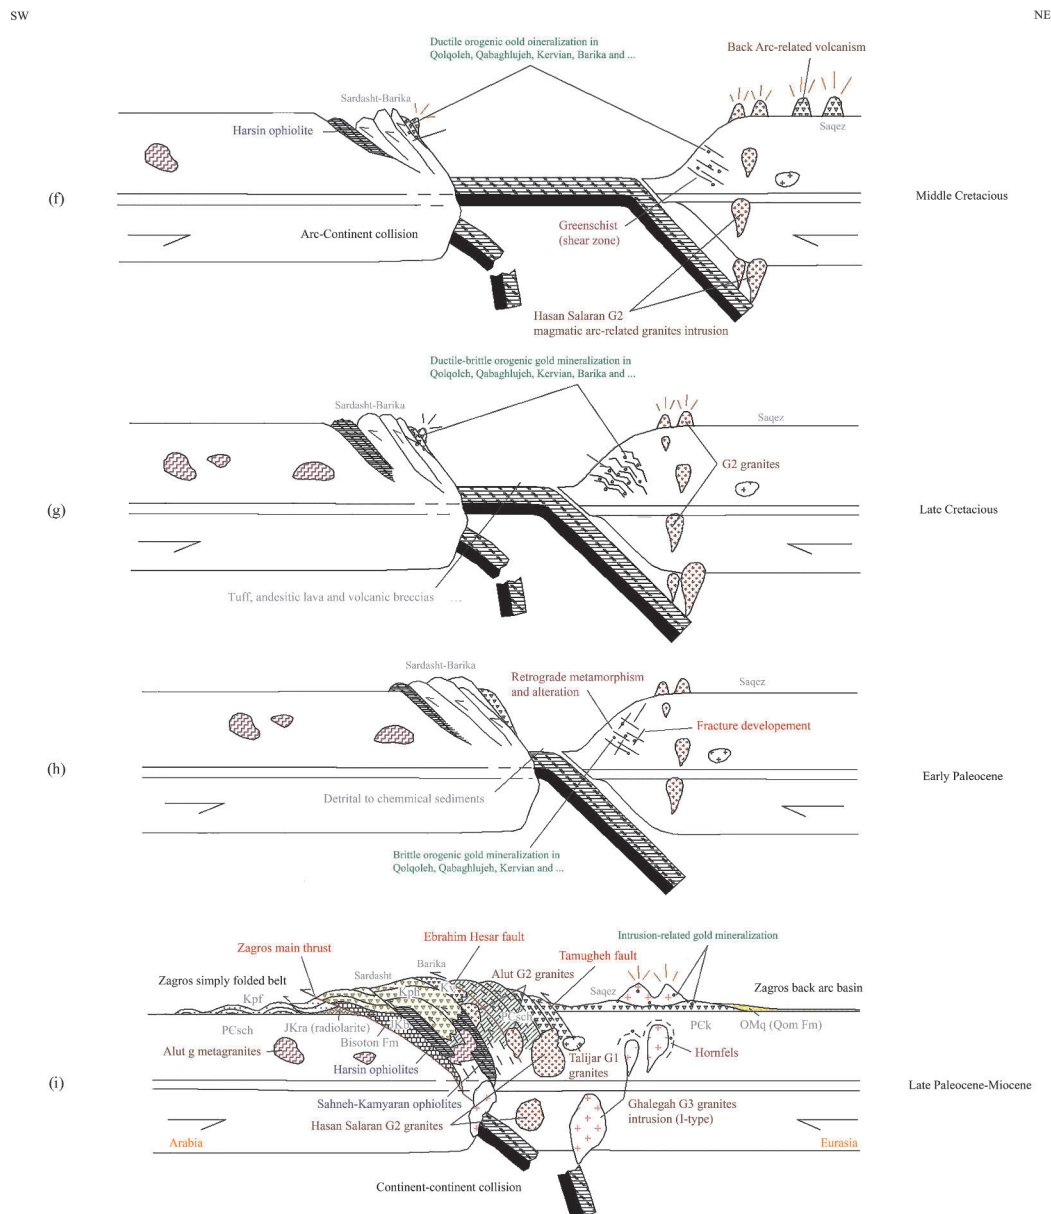 SW
NE
Ductile orogenic oold oineralization in
Qolqoleh, Qabaghlujeh, Kervian, Barika and ...
Back Arc-related volcanism
Sardasht-Barika
Harsin ophiolite
Saqez
(f)
Middle Cretacious
Greenschist
(shear zone)
Arc-Continent collision
Hasan Salaran G2
magmatic arc-related granites intrusion
Ductile-brittle orogenic gold mineralization in
Qolqoleh, Qabaghlujeh, Kervian, Barika and ...
Sardasht-Barika
Saqez
G2 granites
(g)
Late Cretacious
Tuff, andesitic lava and volcanic breccias ...
Sardasht-Barika
Retrograde metamorphism
and alteration
Saqez
Fracture developement
(h)
Early Paleocene
Detrital to chemmical sediments
Brittle orogenic gold mineralization in
Qolqoleh, Qabaghlujeh, Kervian and ...
Ebrahim Hesar fault
Intrusion-related gold mineralization
Zagros main thrust
Tamugheh fault
Barika
Sardasht
Alut G2 granites
Zagros simply folded belt
Saqez
Zagros back arc basin
Kpf
Kph
Kv
PЄsch
PЄsch
JKra (radiolarite)
JKb
PЄk
OMq (Qom Fm)
Bisoton Fm
Alut g metagranites
Talijar G1
granites
Hornfels
Harsin ophiolites
(i)
Late Paleocene-Miocene
Sahneh-Kamyaran ophiolites
Ghalegah G3 granites
intrusion (I-type)
Hasan Salaran G2 granites
Arabia
Eurasia
Continent-continent collision